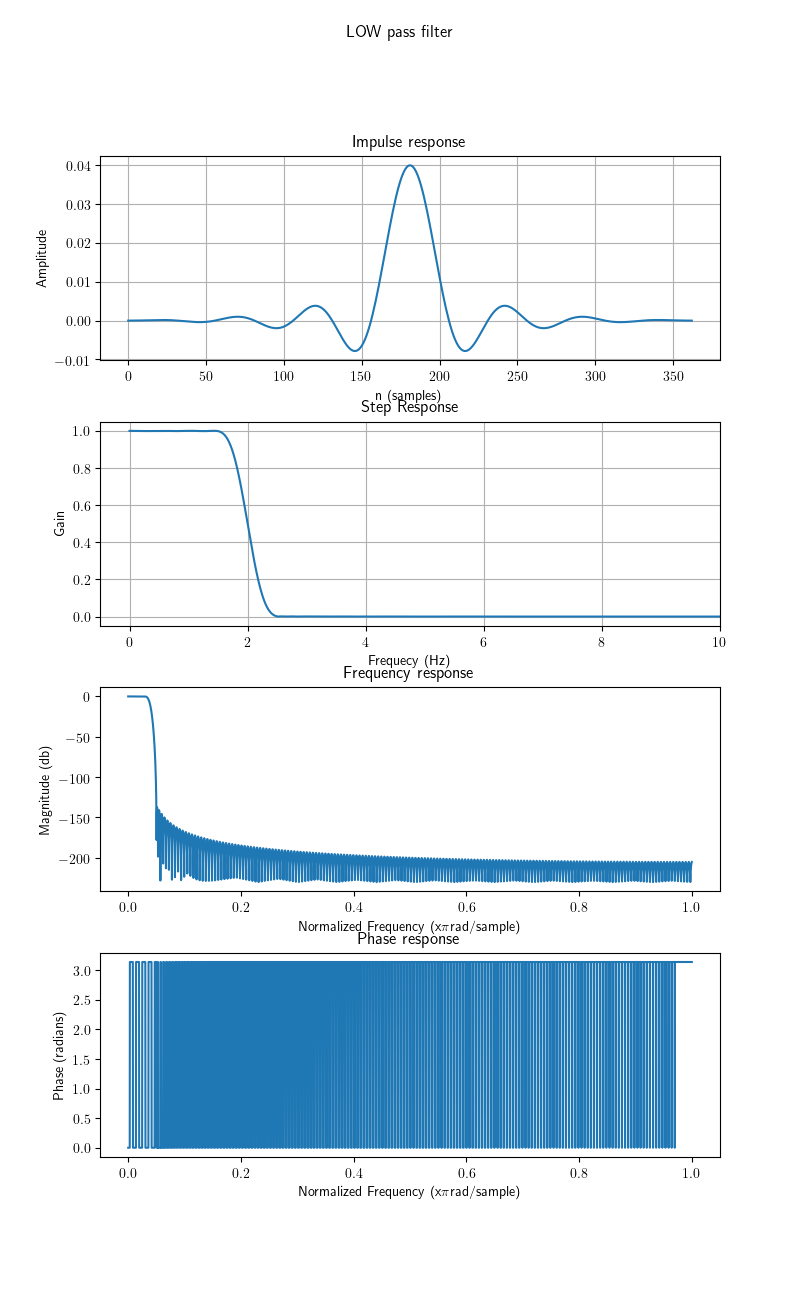 LOW pass filter
Impulse response
Amplitude
0.04
0.03
0.02
0.01
0.00
−0.01
0 50 100 150 200 250 300 350
n (samples)
Step Response
Gain
1.0
0.8
0.6
0.4
0.2
0.0
0 2 4 6 8 10
Frequecy (Hz)
Frequency response
Magnitude (db)
0
−50
−100
−150
−200
0.0 0.2 0.4 0.6 0.8 1.0
Normalized Frequency (xπrad/sample)
Phase response
Phase (radians)
3.0
2.5
2.0
1.5
1.0
0.5
0.0
0.0 0.2 0.4 0.6 0.8 1.0
Normalized Frequency (xπrad/sample)